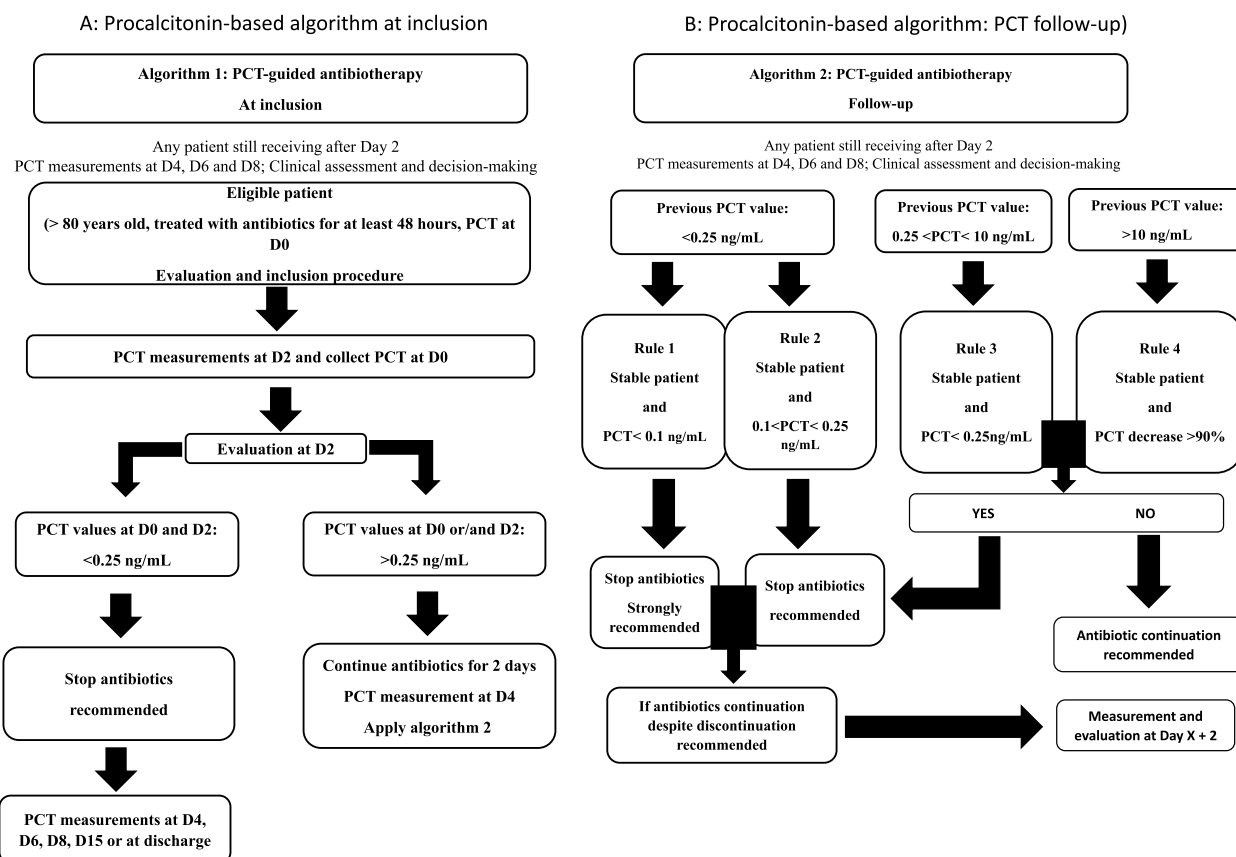 A: Procalcitonin-based algorithm at inclusion
Algorithm 1: PCT-guided antibiotherapy
At inclusion
Any patient still receiving after Day 2
PCT measurements at D4, D6 and D8; Clinical assessment and decision-making
Eligible patient
(> 80 years old, treated with antibiotics for at least 48 hours, PCT at
D0
Evaluation and inclusion procedure
PCT measurements at D2 and collect PCT at D0
Evaluation at D2
PCT values at D0 and D2:
<0.25 ng/mL
PCT values at D0 or/and D2:
>0.25 ng/mL
Stop antibiotics
recommended
Continue antibiotics for 2 days
PCT measurement at D4
Apply algorithm 2
PCT measurements at D4,
D6, D8, D15 or at discharge
B: Procalcitonin-based algorithm: PCT follow-up)
Algorithm 2: PCT-guided antibiotherapy
Follow-up
Any patient still receiving after Day 2
PCT measurements at D4, D6 and D8; Clinical assessment and decision-making
Previous PCT value:
<0.25 ng/mL
Previous PCT value:
0.25 <PCT< 10 ng/mL
Previous PCT value:
>10 ng/mL
Rule 1
Stable patient
and
PCT< 0.1 ng/mL
Rule 2
Stable patient
and
0.1<PCT< 0.25
ng/mL
Rule 3
Stable patient
and
PCT< 0.25ng/mL
Rule 4
Stable patient
and
PCT decrease >90%
YES
NO
Stop antibiotics
Strongly
recommended
Stop antibiotics
recommended
Antibiotic continuation
recommended
If antibiotics continuation
despite discontinuation
recommended
Measurement and
evaluation at Day X + 2